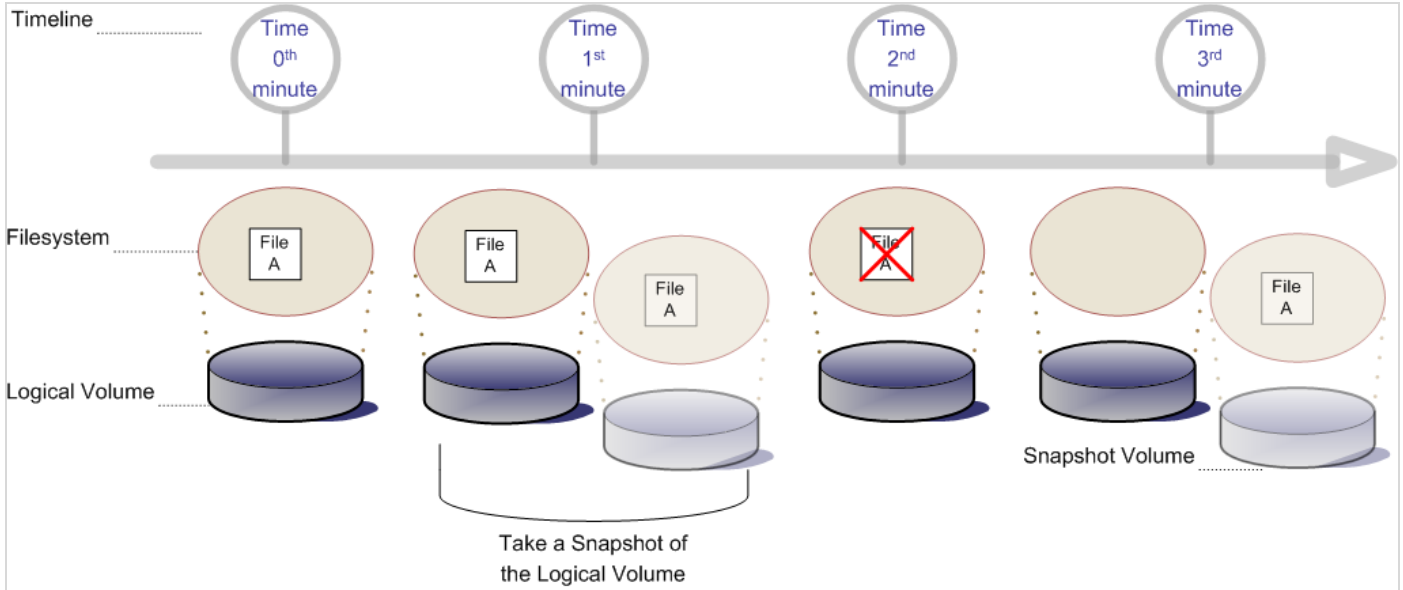 Timeline
Time
0th
minute
Time
1st
minute
Time
2nd
minute
Time
3rd
minute
Filesystem
File
A
File
A
File
A
File
A
File
A
Logical Volume
Snapshot Volume
Take a Snapshot of
the Logical Volume